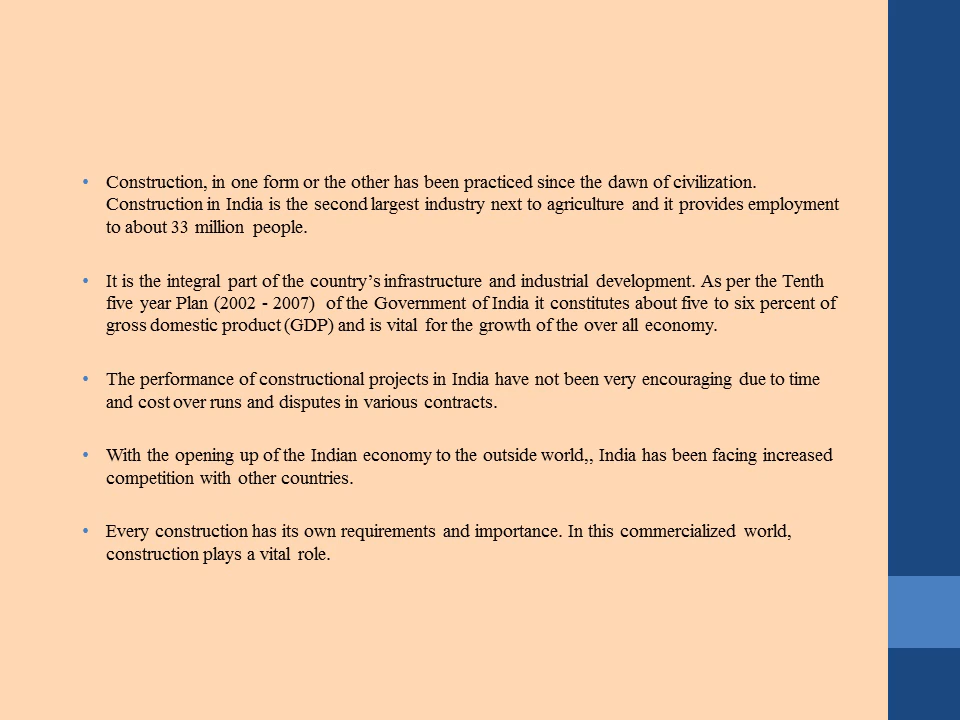 • Construction, in one form or the other has been practiced since the dawn of civilization.
Construction in India is the second largest industry next to agriculture and it provides employment
to about 33 million people.
• It is the integral part of the country’s infrastructure and industrial development. As per the Tenth
five year Plan (2002 - 2007) of the Government of India it constitutes about five to six percent of
gross domestic product (GDP) and is vital for the growth of the over all economy.
• The performance of constructional projects in India have not been very encouraging due to time
and cost over runs and disputes in various contracts.
• With the opening up of the Indian economy to the outside world,, India has been facing increased
competition with other countries.
• Every construction has its own requirements and importance. In this commercialized world,
construction plays a vital role.